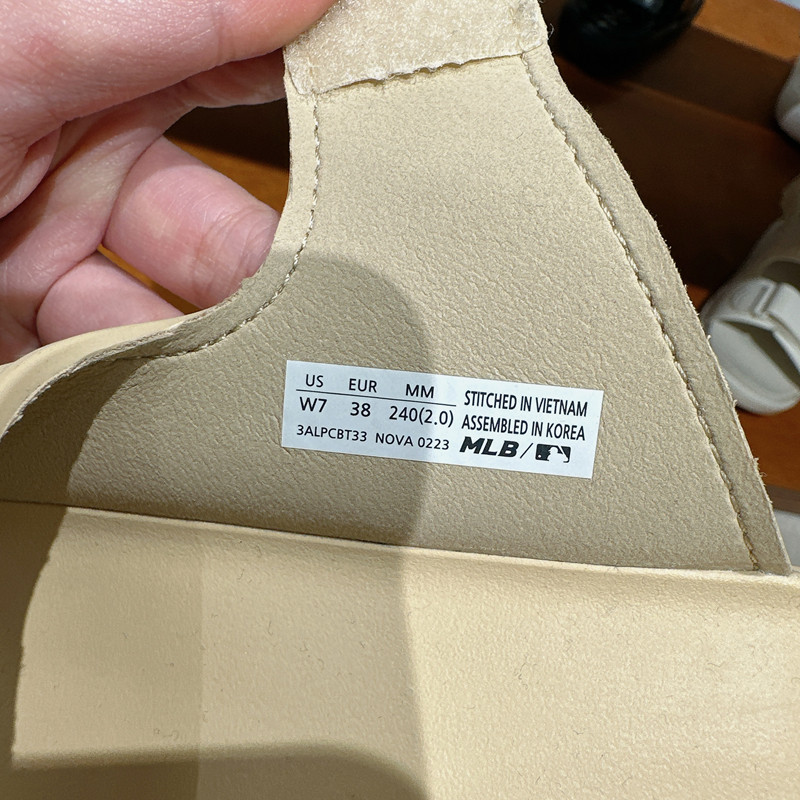 US EUR MM
W7 38 240(2.0)
3ALPCBT33 NOVA 0223
STITCHED IN VIETNAM
ASSEMBLED IN KOREA
MLB/